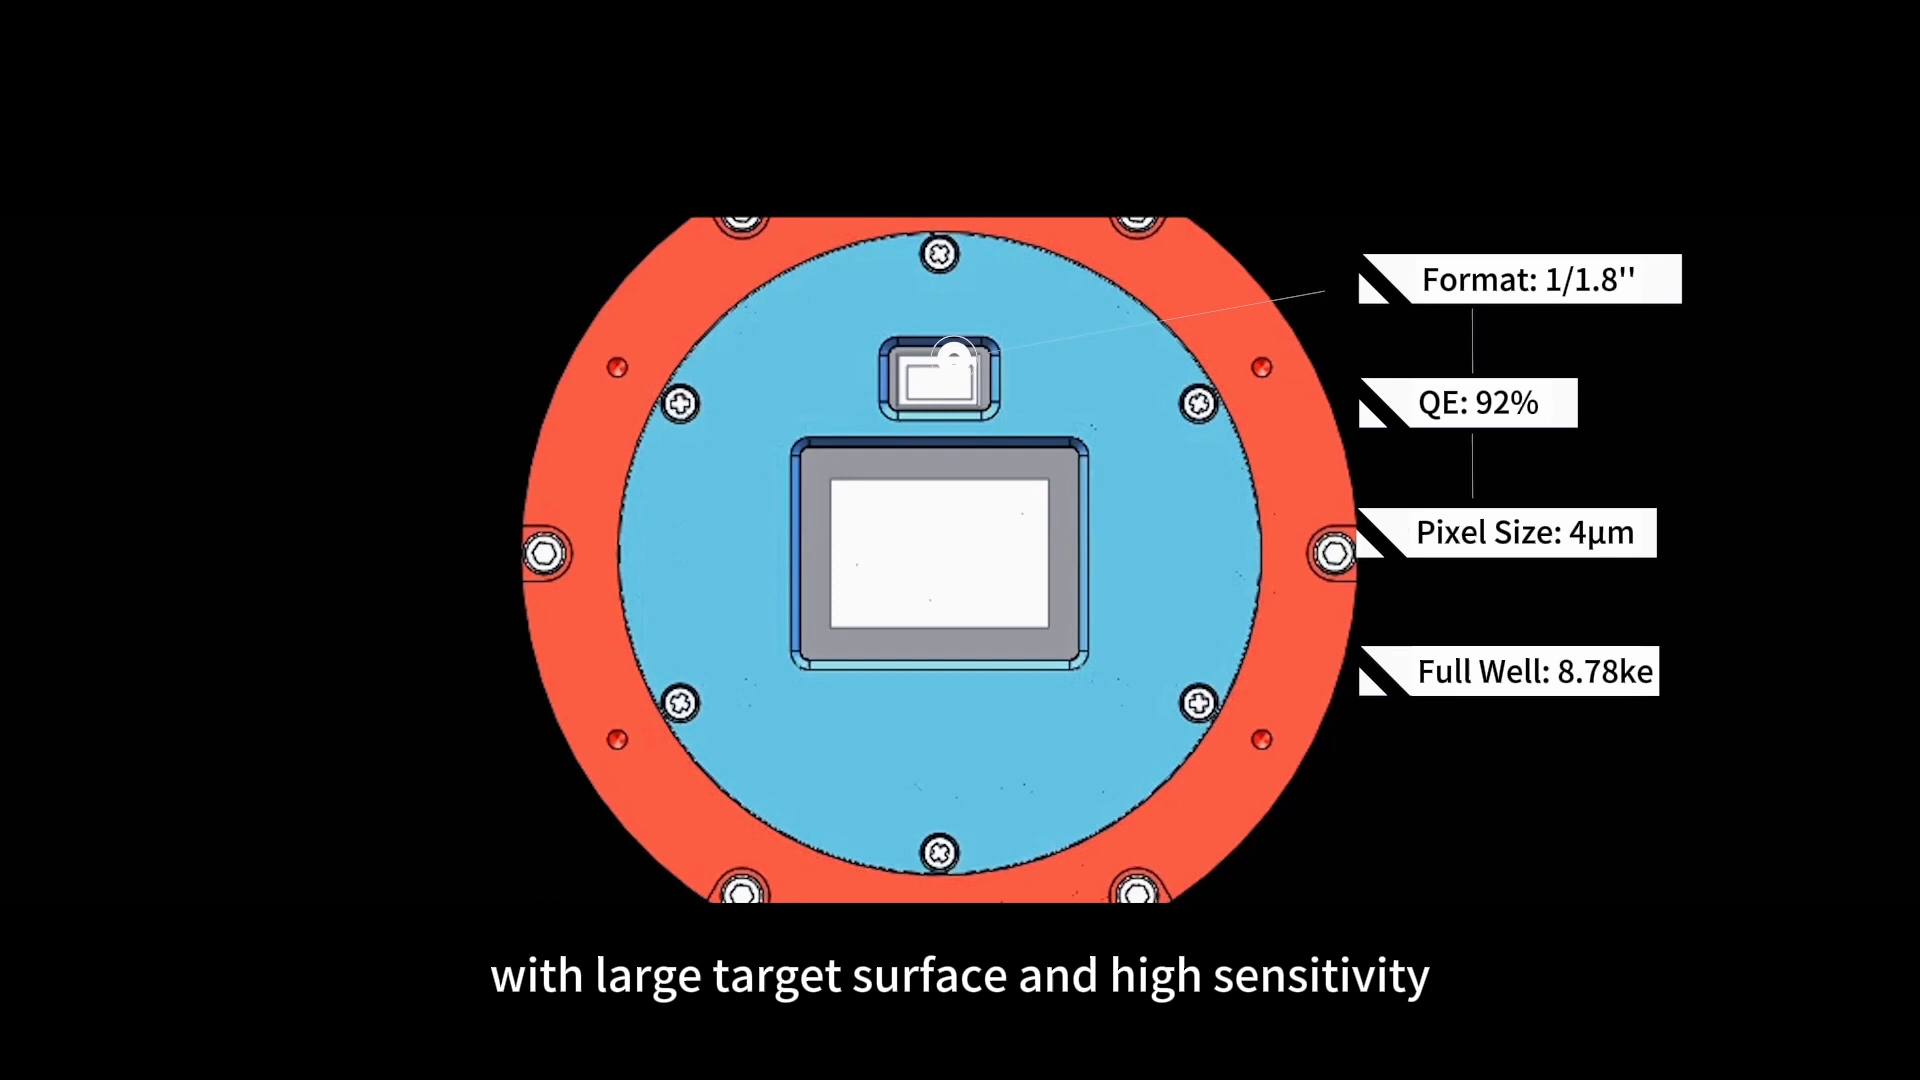 Format: 1/1.8''
QE: 92%
Pixel Size: 4μm
Full Well: 8.78ke
with large target surface and high sensitivity